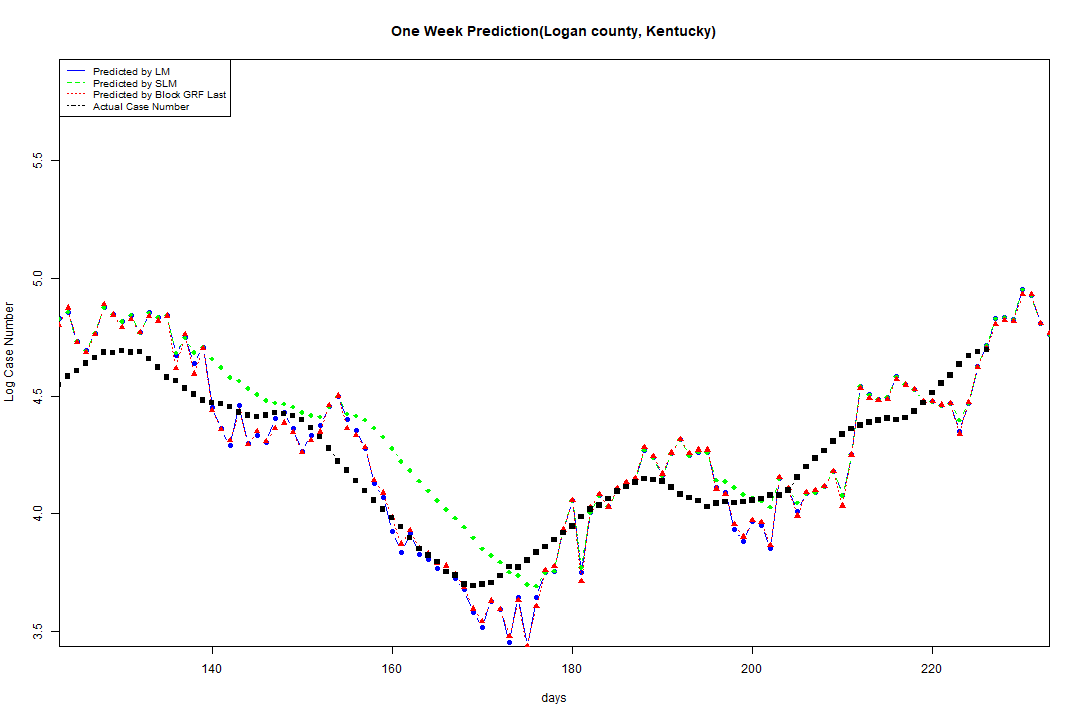 One Week Prediction(Logan county, Kentucky)
Predicted by LM
Predicted by SLM
Predicted by Block GRF Last
Actual Case Number
Log Case Number
5.5
5.0
4.5
4.0
3.5
140 160 180 200 220
days